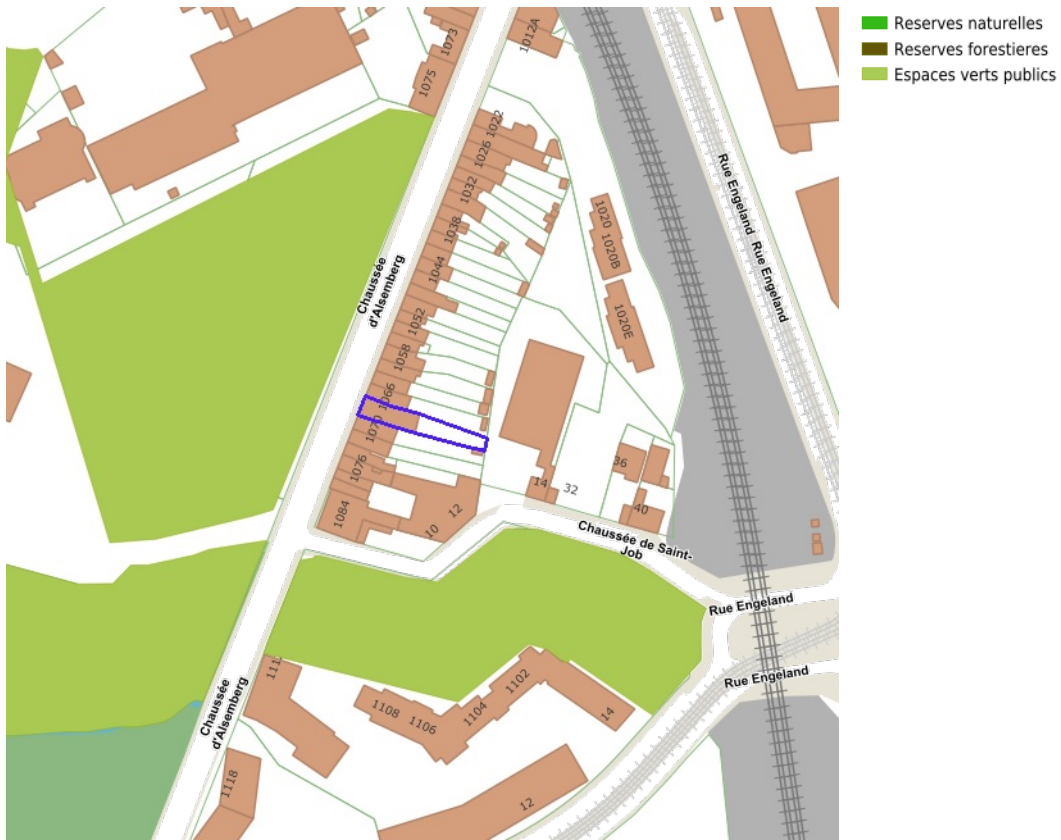 Reserves naturelles
Reserves forestieres
Espaces verts publics
1073
1012A
1075
1022
1026
1032
1038
1044
1052
1058
1066
1070
1076
1084
Chaussée
d'Alsemberg
1020
1020B
1020E
Rue Engeland
Rue Engeland
36
14
32
40
12
10
Chaussée de Saint-
Job
Rue Engeland
Rue Engeland
Chaussée
d'Alsemberg
1108
1106
1104
1102
14
1118
12